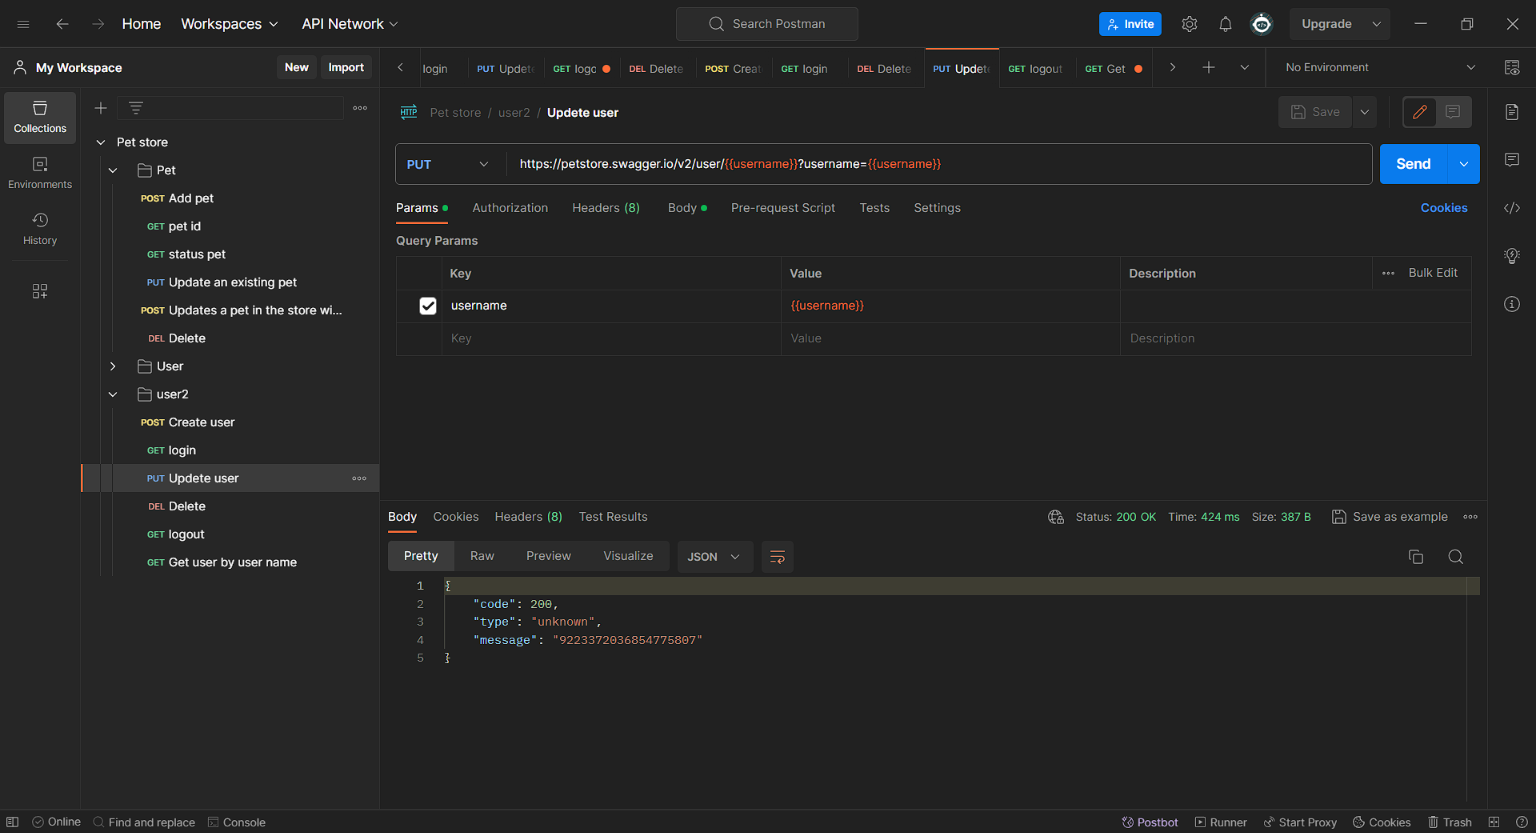 Home Workspaces API Network Search Postman Invite Upgrade
My Workspace New Import login PUT Updete GET logo DEL Delete POST Creat GET login DEL Delete PUT Updete GET logout GET Get No Environment
Collections
Environments
History
Pet store
Pet
POST Add pet
GET pet id
GET status pet
PUT Update an existing pet
POST Updates a pet in the store wi...
DEL Delete
User
user2
POST Create user
GET login
PUT Updete user
DEL Delete
GET logout
GET Get user by user name
HTTP Pet store / user2 / Updete user Save
PUT https://petstore.swagger.io/v2/user/{{username}}?username={{username}} Send
Params Authorization Headers (8) Body Pre-request Script Tests Settings Cookies
Query Params
Key Value Description Bulk Edit
username {{username}}
Key Value Description
Body Cookies Headers (8) Test Results Status: 200 OK Time: 424 ms Size: 387 B Save as example
Pretty Raw Preview Visualize JSON
1 {
2 "code": 200,
3 "type": "unknown",
4 "message": "9223372036854775807"
5 }
Online Find and replace Console Postbot Runner Start Proxy Cookies Trash